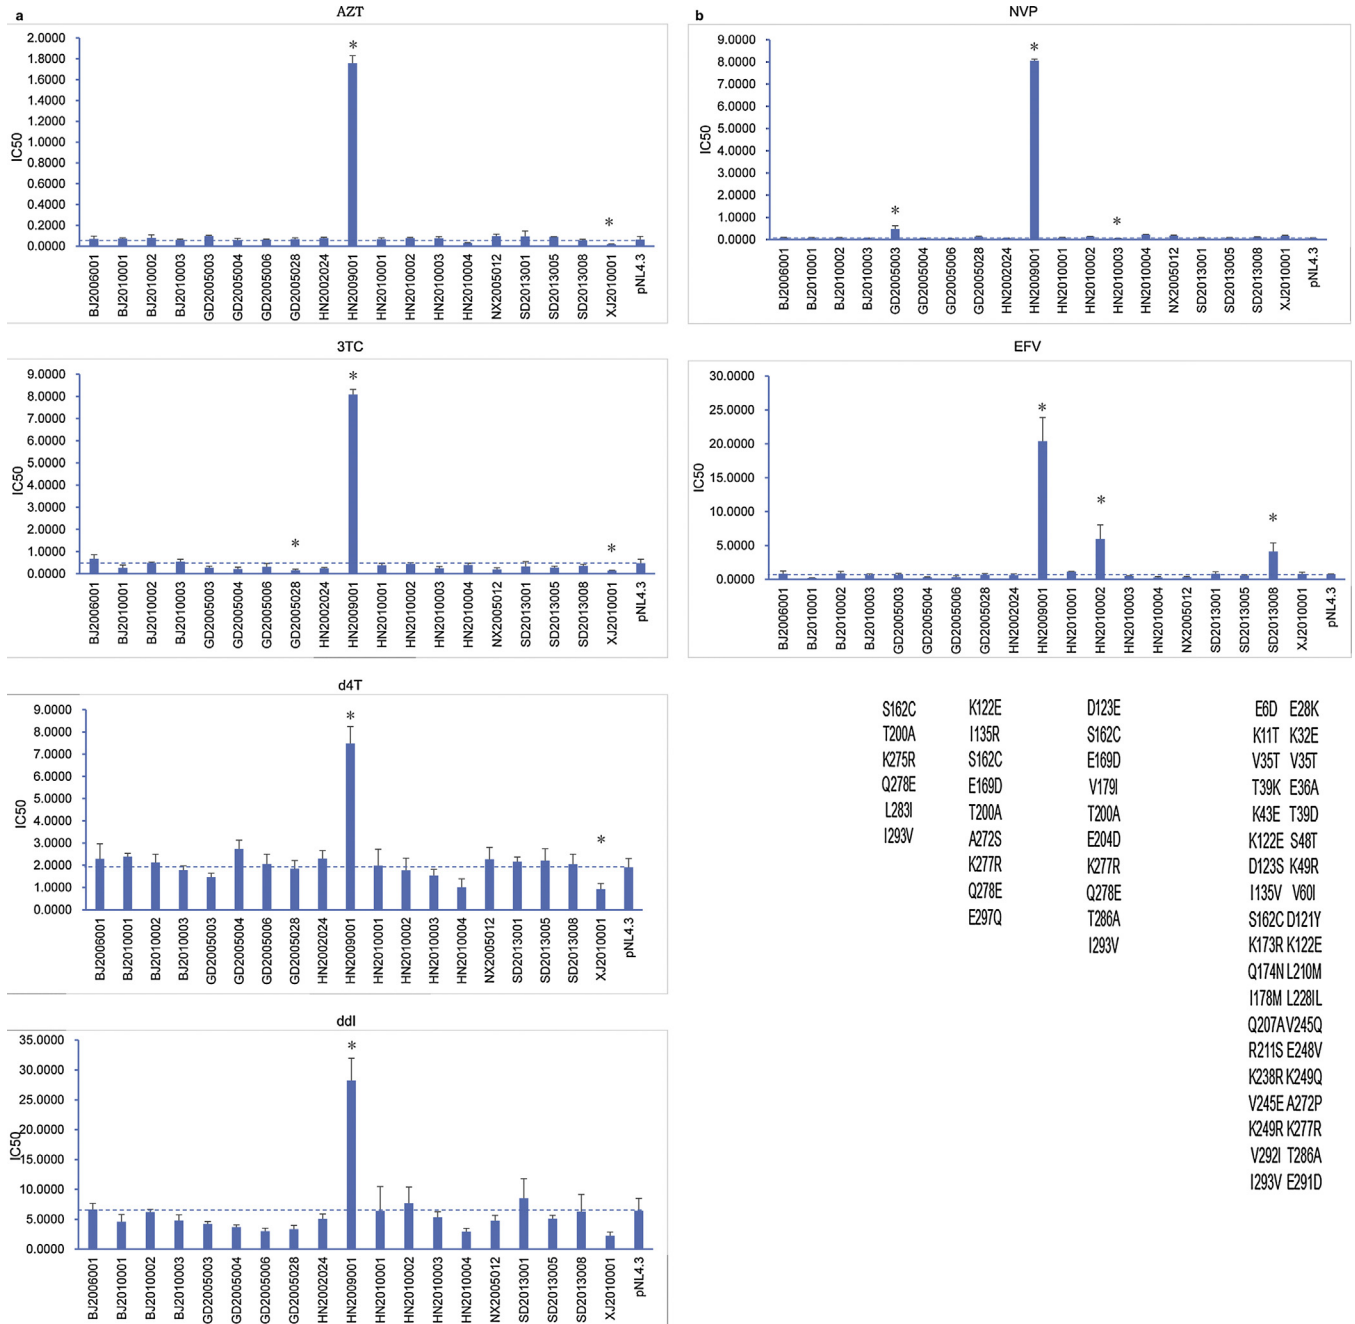 a
AZT
IC50
2.0000
1.8000
1.6000
1.4000
1.2000
1.0000
0.8000
0.6000
0.4000
0.2000
0.0000
*
*
BJ2006001
BJ2010001
BJ2010002
BJ2010003
GD2005003
GD2005004
GD2005006
GD2005028
HN2002024
HN2009001
HN2010001
HN2010002
HN2010003
HN2010004
NX2005012
SD2013001
SD2013005
SD2013008
XJ2010001
pNL4.3
3TC
IC50
9.0000
8.0000
7.0000
6.0000
5.0000
4.0000
3.0000
2.0000
1.0000
0.0000
*
*
*
BJ2006001
BJ2010001
BJ2010002
BJ2010003
GD2005003
GD2005004
GD2005006
GD2005028
HN2002024
HN2009001
HN2010001
HN2010002
HN2010003
HN2010004
NX2005012
SD2013001
SD2013005
SD2013008
XJ2010001
pNL4.3
d4T
IC50
9.0000
8.0000
7.0000
6.0000
5.0000
4.0000
3.0000
2.0000
1.0000
0.0000
*
*
BJ2006001
BJ2010001
BJ2010002
BJ2010003
GD2005003
GD2005004
GD2005006
GD2005028
HN2002024
HN2009001
HN2010001
HN2010002
HN2010003
HN2010004
NX2005012
SD2013001
SD2013005
SD2013008
XJ2010001
pNL4.3
ddI
IC50
35.0000
30.0000
25.0000
20.0000
15.0000
10.0000
5.0000
0.0000
*
BJ2006001
BJ2010001
BJ2010002
BJ2010003
GD2005003
GD2005004
GD2005006
GD2005028
HN2002024
HN2009001
HN2010001
HN2010002
HN2010003
HN2010004
NX2005012
SD2013001
SD2013005
SD2013008
XJ2010001
pNL4.3
b
NVP
IC50
9.0000
8.0000
7.0000
6.0000
5.0000
4.0000
3.0000
2.0000
1.0000
0.0000
*
*
*
BJ2006001
BJ2010001
BJ2010002
BJ2010003
GD2005003
GD2005004
GD2005006
GD2005028
HN2002024
HN2009001
HN2010001
HN2010002
HN2010003
HN2010004
NX2005012
SD2013001
SD2013005
SD2013008
XJ2010001
pNL4.3
EFV
IC50
30.0000
25.0000
20.0000
15.0000
10.0000
5.0000
0.0000
*
*
*
BJ2006001
BJ2010001
BJ2010002
BJ2010003
GD2005003
GD2005004
GD2005006
GD2005028
HN2002024
HN2009001
HN2010001
HN2010002
HN2010003
HN2010004
NX2005012
SD2013001
SD2013005
SD2013008
XJ2010001
pNL4.3
S162C
T200A
K275R
Q278E
L283I
I293V
K122E
I135R
S162C
E169D
T200A
A272S
K277R
Q278E
E297Q
D123E
S162C
E169D
V179I
T200A
E204D
K277R
Q278E
T286A
I293V
E6D E28K
K11T K32E
V35T V35T
T39K E36A
K43E T39D
K122E S48T
D123S K49R
I135V V60I
S162C D121Y
K173R K122E
Q174N L210M
I178M L228IL
Q207A V245Q
R211S E248V
K238R K249Q
V245E A272P
K249R K277R
V292I T286A
I293V E291D